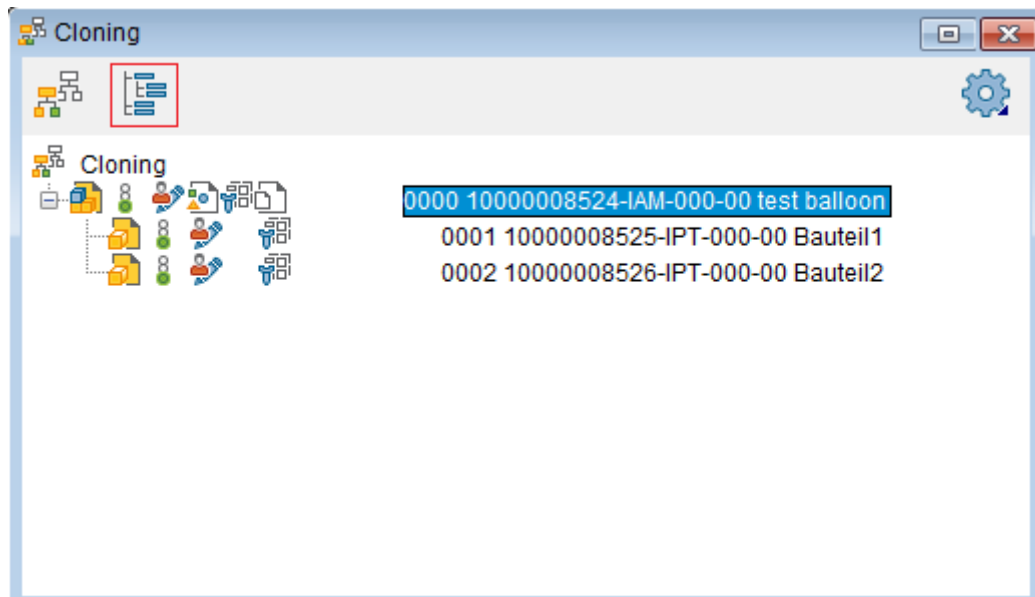 Cloning
Cloning
0000 10000008524-IAM-000-00 test balloon
0001 10000008525-IPT-000-00 Bauteil1
0002 10000008526-IPT-000-00 Bauteil2